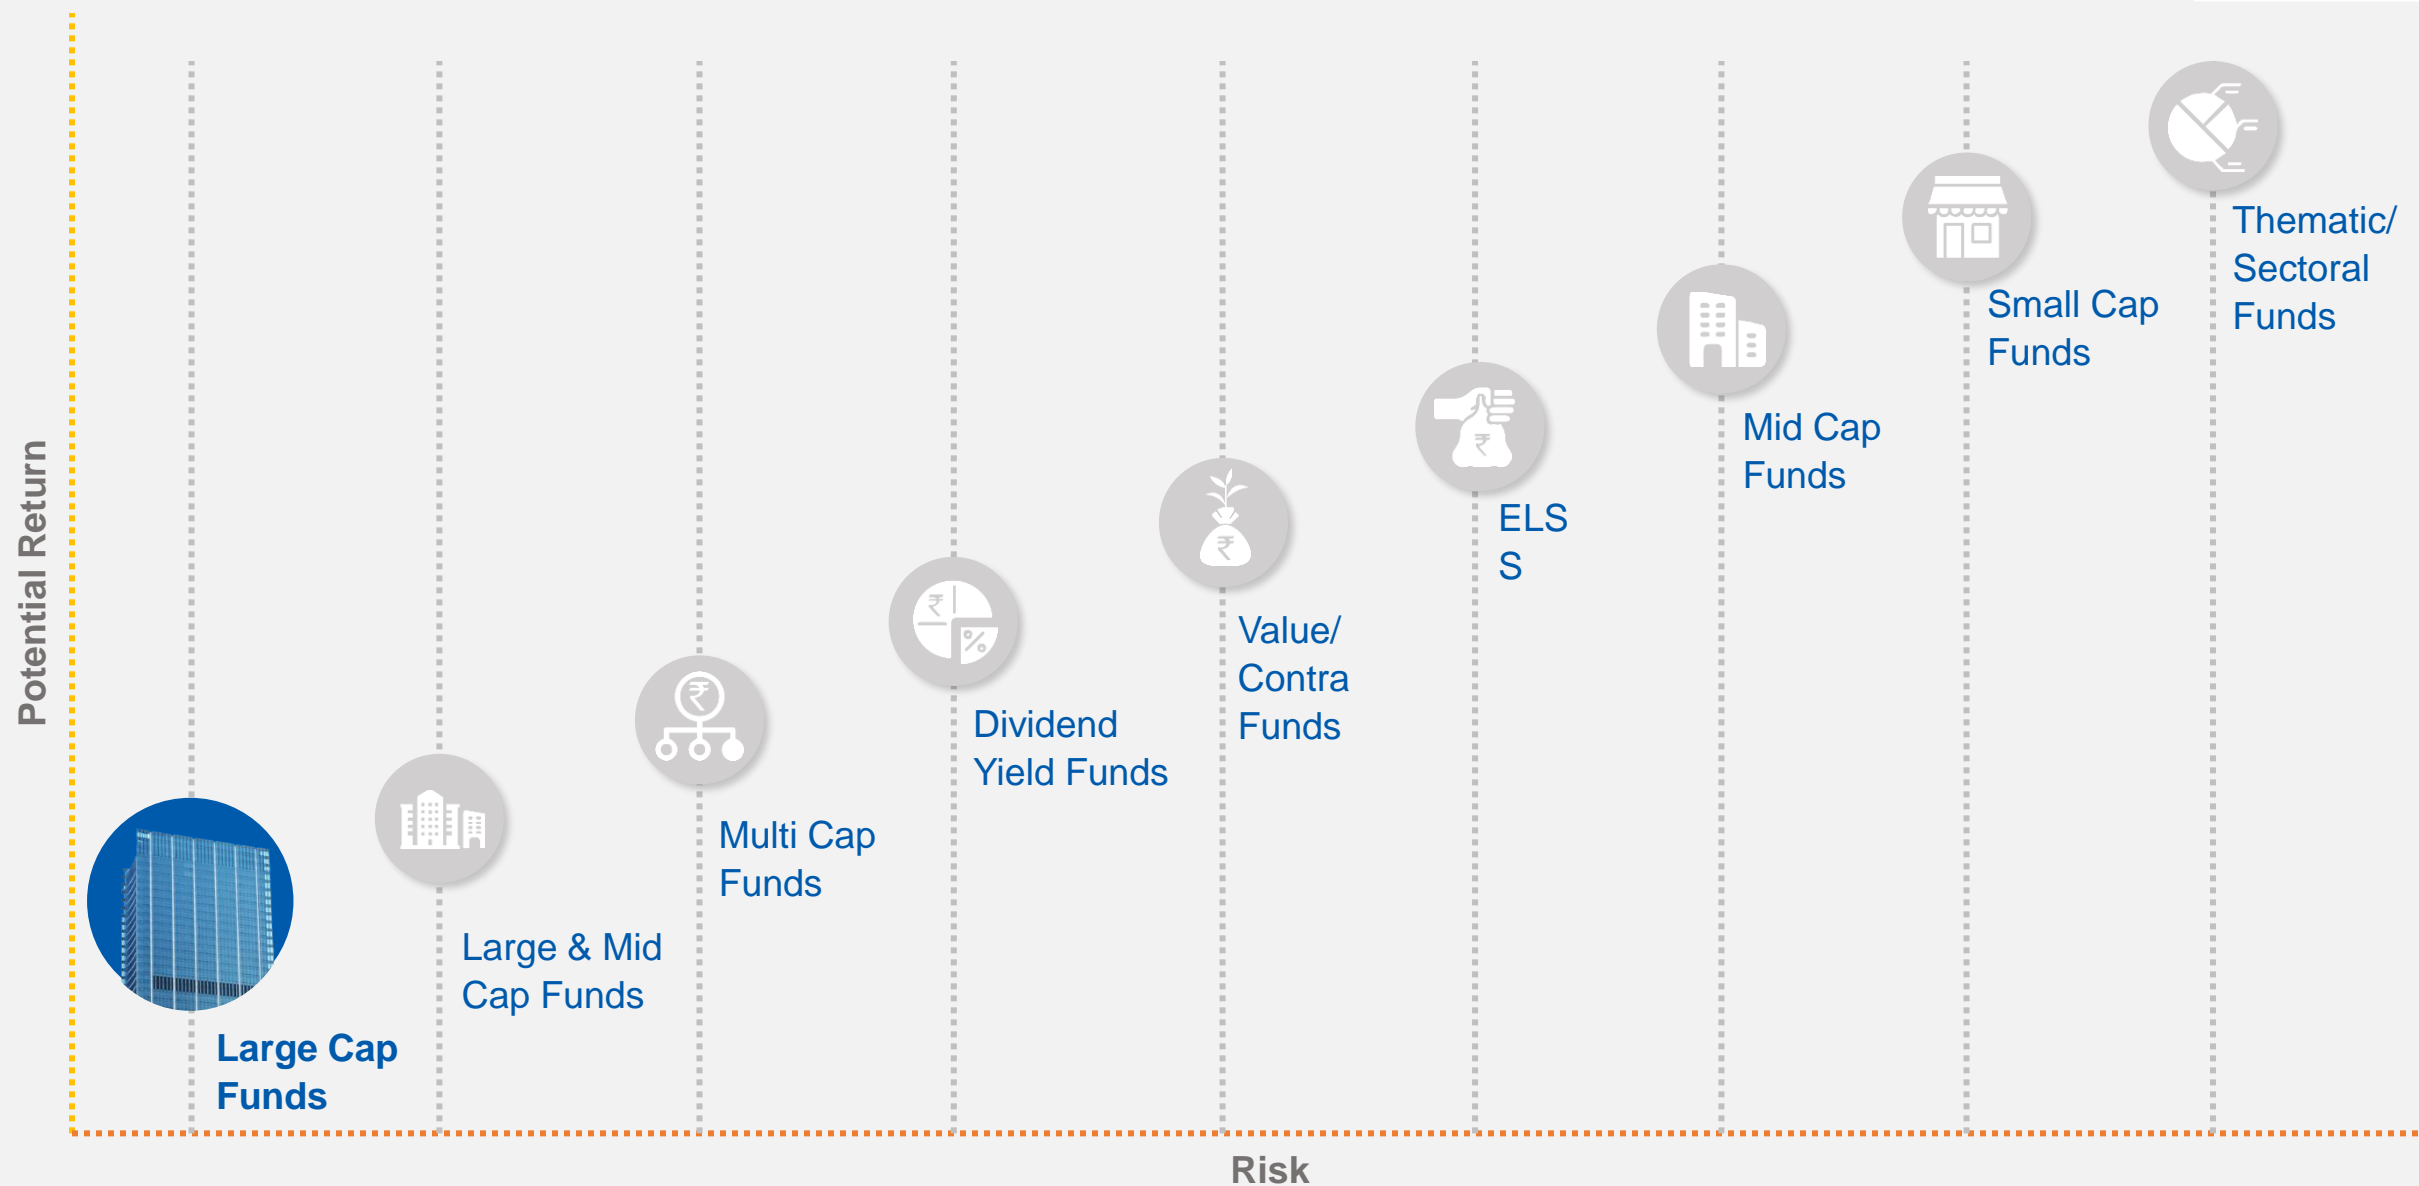 Potential Return
Large Cap
Funds
Large & Mid
Cap Funds
Multi Cap
Funds
Dividend
Yield Funds
Value/
Contra
Funds
ELS
S
Mid Cap
Funds
Small Cap
Funds
Thematic/
Sectoral
Funds
Risk
₹
₹
%
₹
₹